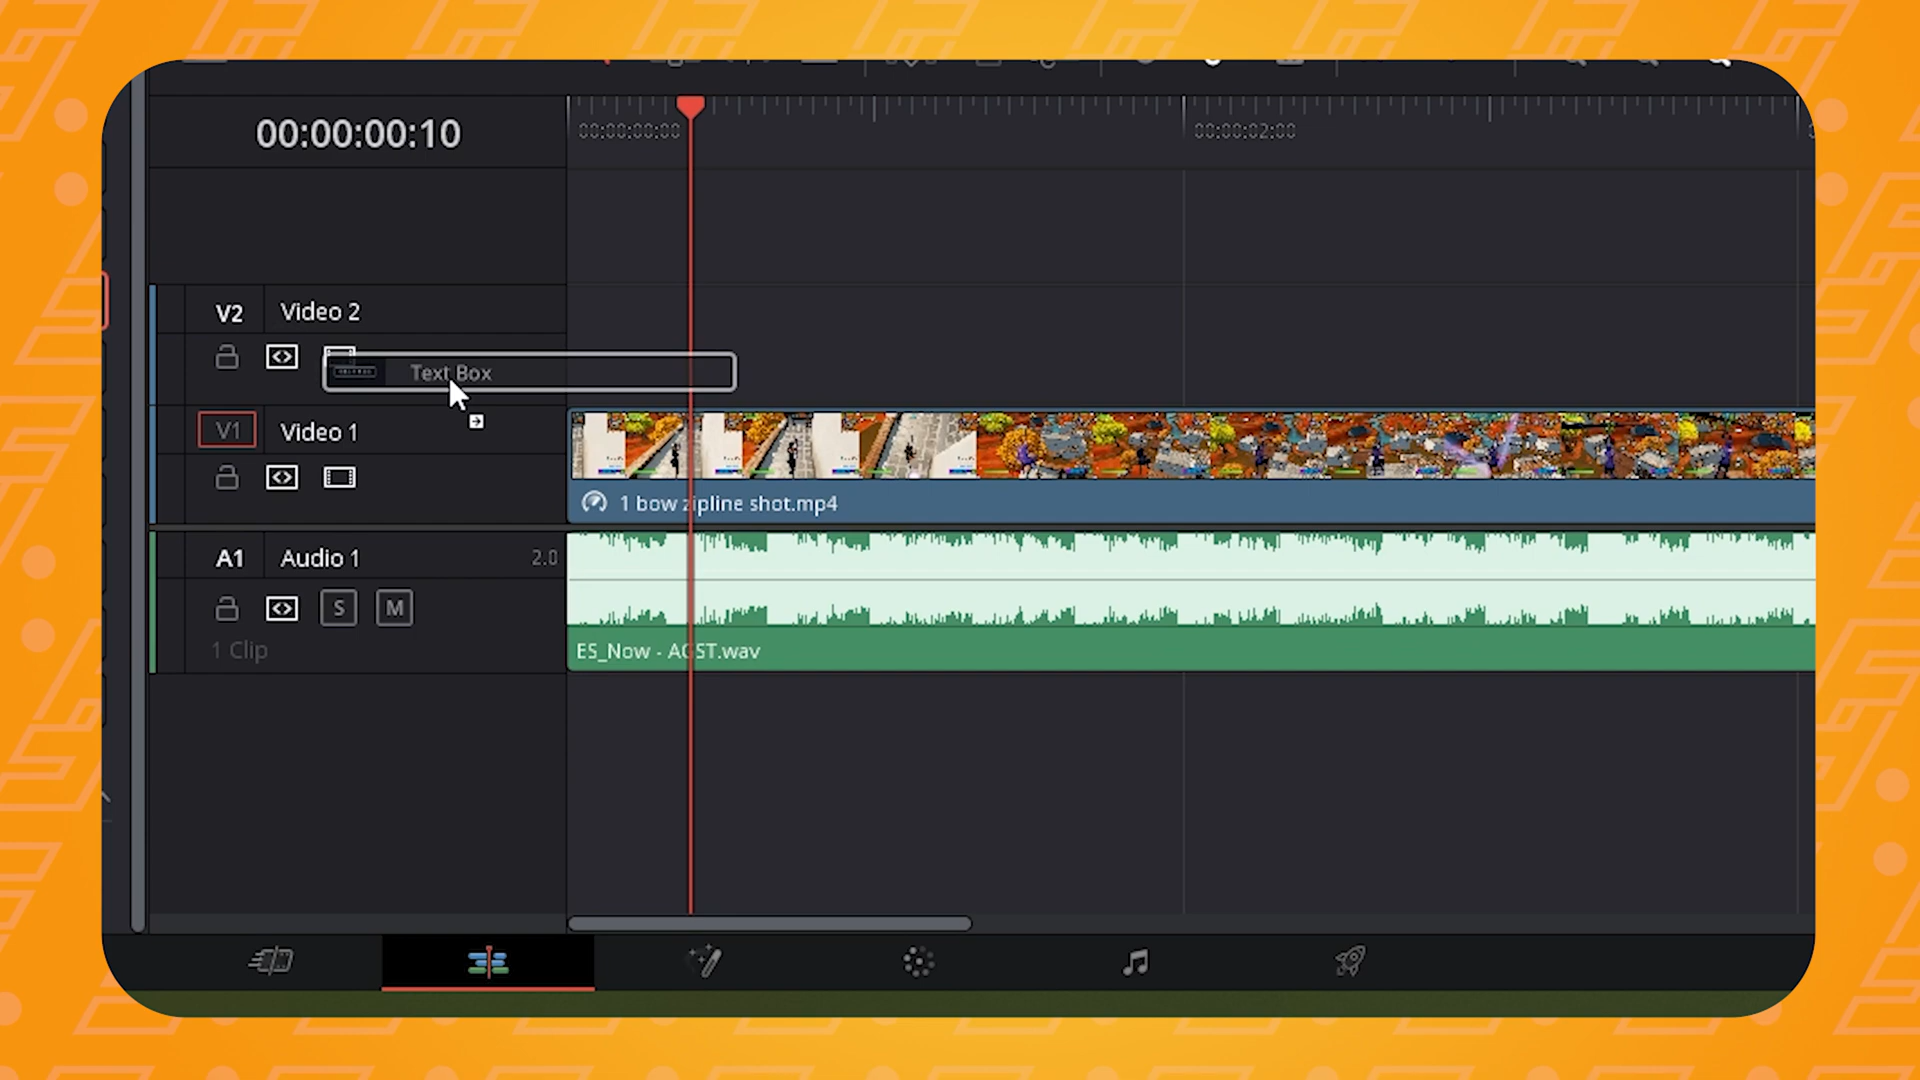 00:00:00:10
00:00:00:00
00:00:02:00
V2
Video 2
Text Box
V1
Video 1
1 bow zipline shot.mp4
A1
Audio 1
2.0
S
M
1 Clip
ES_Now - AGST.wav